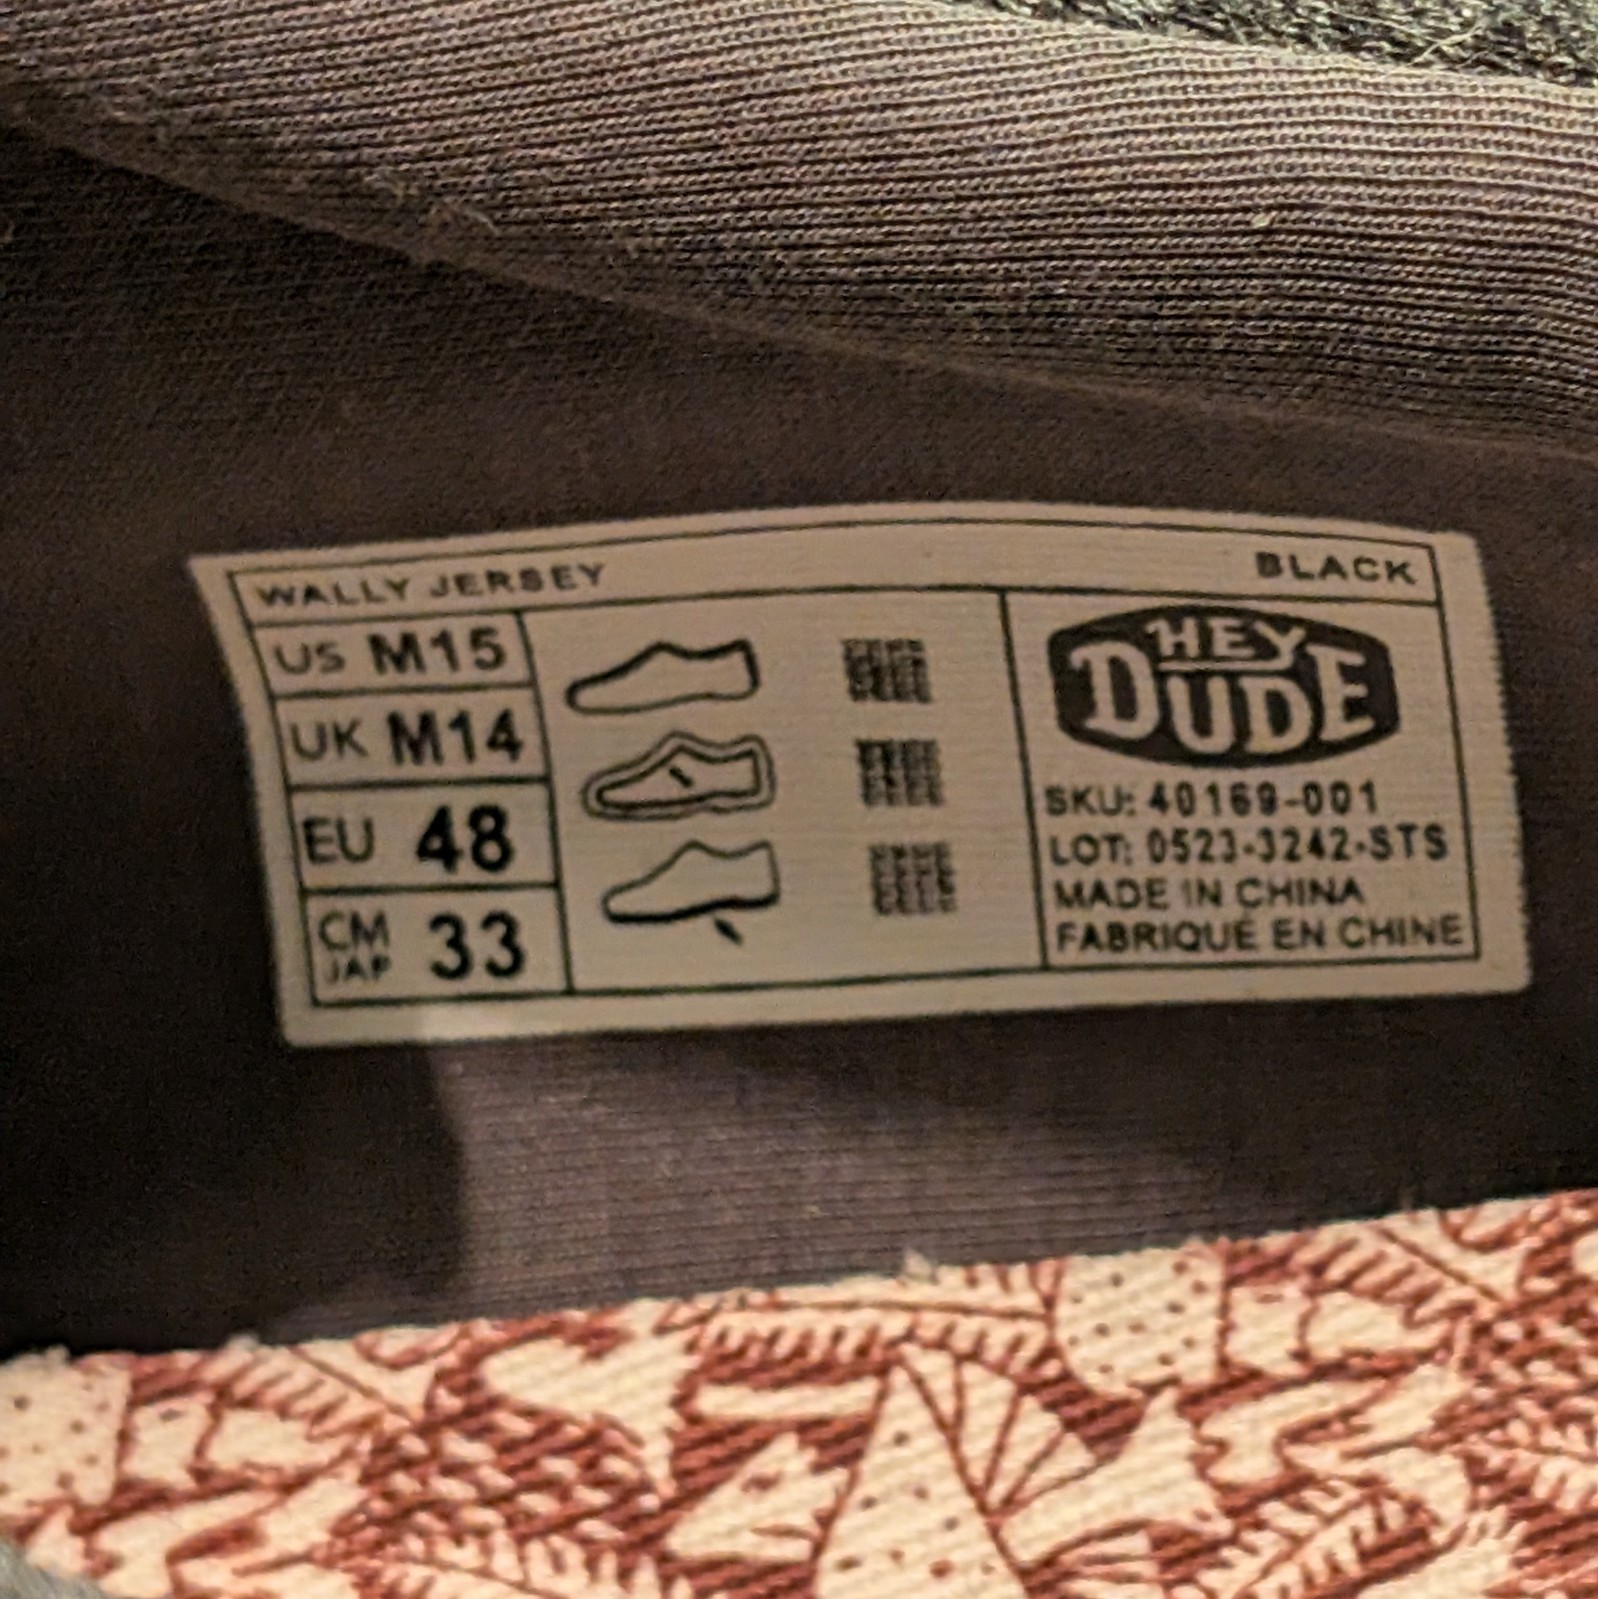 WALLY JERSEY BLACK
US M15
UK M14
EU 48
CM JAP 33
HEY DUDE
SKU: 40169-001
LOT: 0523-3242-STS
MADE IN CHINA
FABRIQUÉ EN CHINE